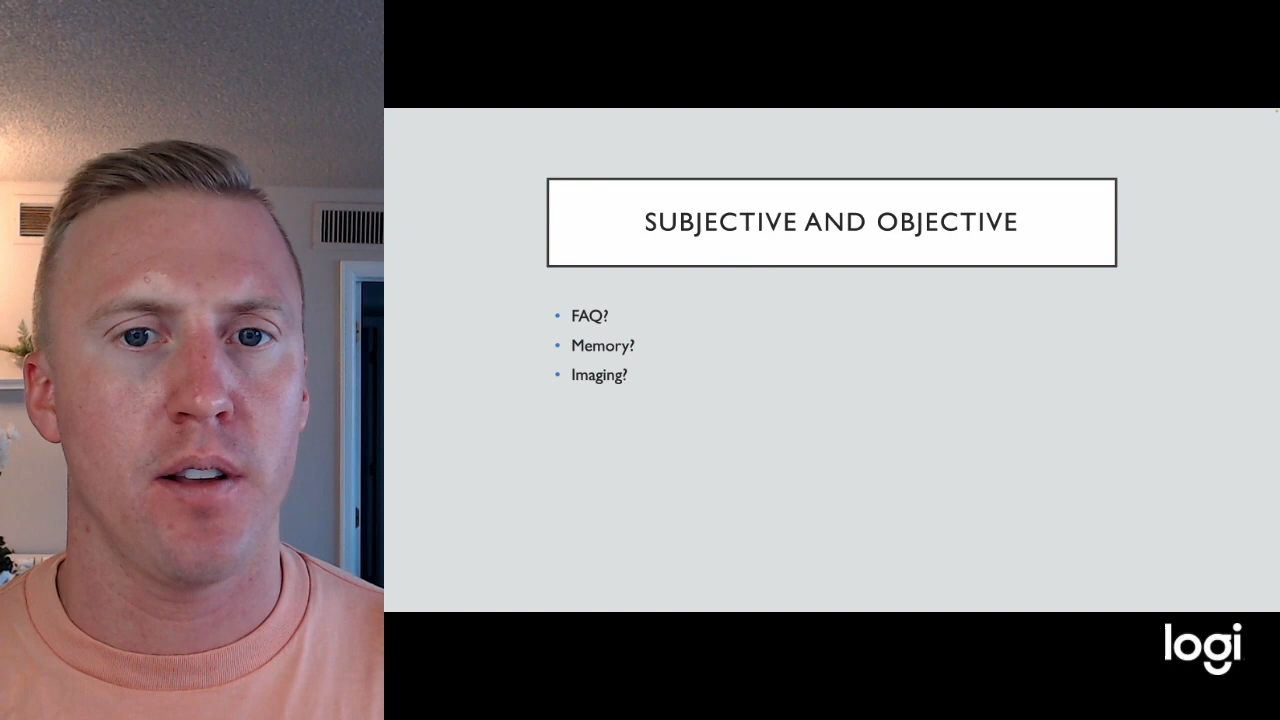 SUBJECTIVE AND OBJECTIVE
• FAQ?
• Memory?
• Imaging?
logi